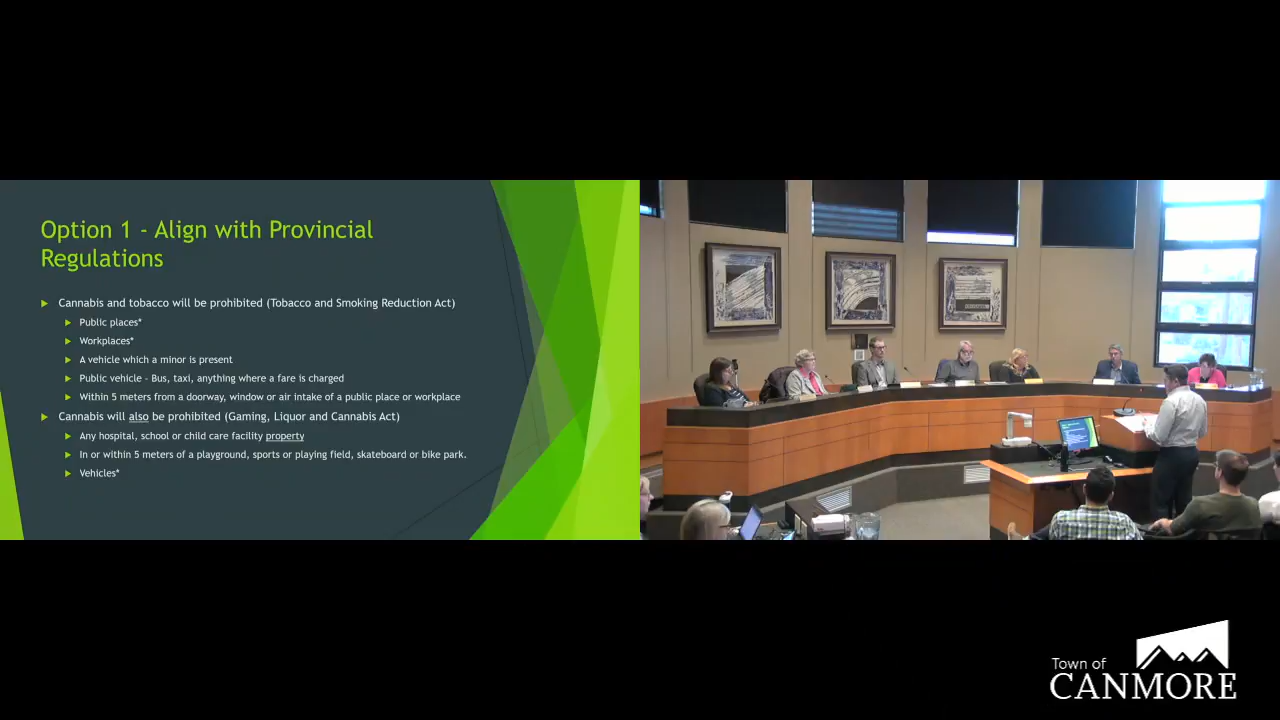 Option 1 - Align with Provincial
Regulations
Cannabis and tobacco will be prohibited (Tobacco and Smoking Reduction Act)
Public places*
Workplaces*
A vehicle which a minor is present
Public vehicle - Bus, taxi, anything where a fare is charged
Within 5 meters from a doorway, window or air intake of a public place or workplace
Cannabis will also be prohibited (Gaming, Liquor and Cannabis Act)
Any hospital, school or child care facility property
In or within 5 meters of a playground, sports or playing field, skateboard or bike park.
Vehicles*
Town of
CANMORE